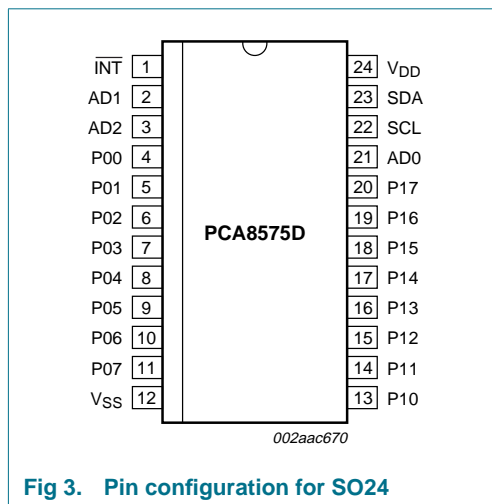 I̅N̅T̅ 1 24 VDD
AD1 2 23 SDA
AD2 3 22 SCL
P00 4 21 AD0
P01 5 20 P17
P02 6 19 P16
PCA8575D
P03 7 18 P15
P04 8 17 P14
P05 9 16 P13
P06 10 15 P12
P07 11 14 P11
VSS 12 13 P10
002aac670
Fig 3. Pin configuration for SO24